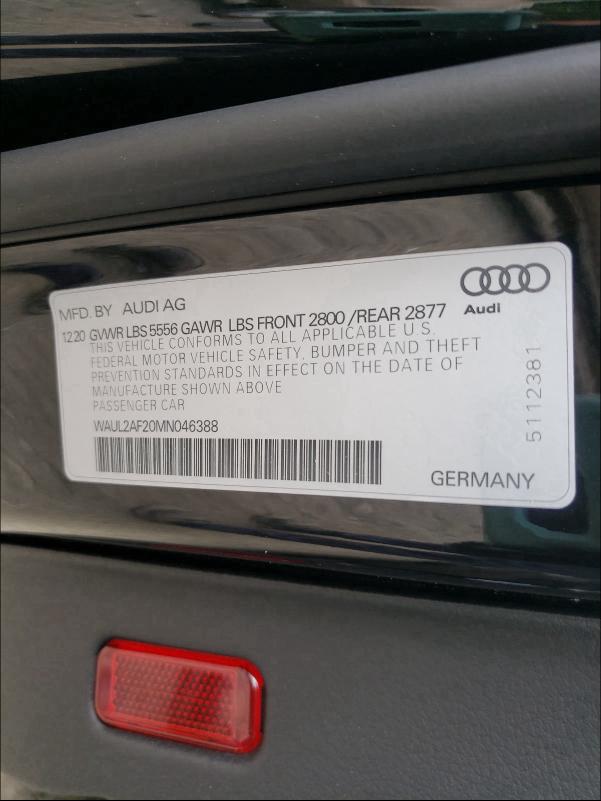 MFD. BY AUDI AG
Audi
12.20 GVWR LBS 5556 GAWR LBS FRONT 2800 /REAR 2877
THIS VEHICLE CONFORMS TO ALL APPLICABLE U.S.
FEDERAL MOTOR VEHICLE SAFETY, BUMPER AND THEFT
PREVENTION STANDARDS IN EFFECT ON THE DATE OF
MANUFACTURE SHOWN ABOVE
PASSENGER CAR
WAUL2AF20MN046388
5112381
GERMANY